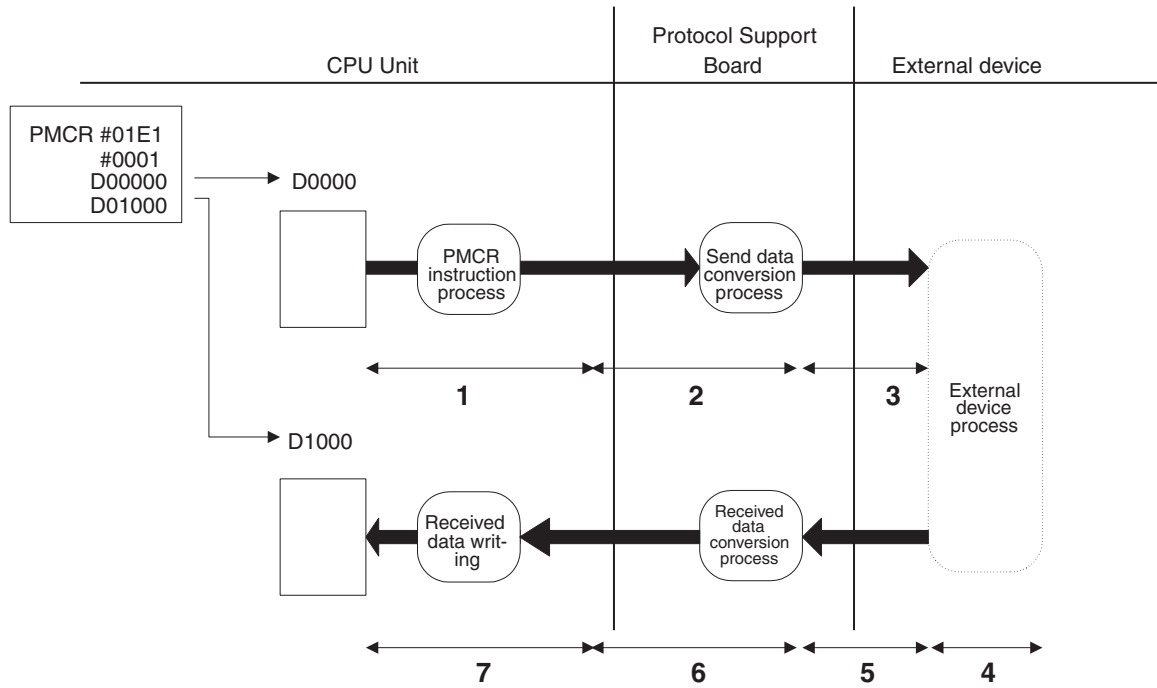 CPU Unit
Protocol Support
Board
External device
PMCR #01E1
#0001
D00000
D01000
D0000
PMCR
instruction
process
Send data
conversion
process
1
2
3
External
device
process
D1000
Received
data writ-
ing
Received
data
conversion
process
7
6
5
4